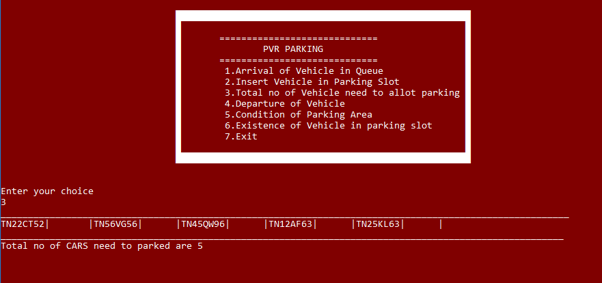 =============================
PVR PARKING
=============================
1.Arrival of Vehicle in Queue
2.Insert Vehicle in Parking Slot
3.Total no of Vehicle need to allot parking
4.Departure of Vehicle
5.Condition of Parking Area
6.Existence of Vehicle in parking slot
7.Exit
Enter your choice
3
TN22CT52| |TN56VG56| |TN45QW96| |TN12AF63| |TN25KL63| |
Total no of CARS need to parked are 5